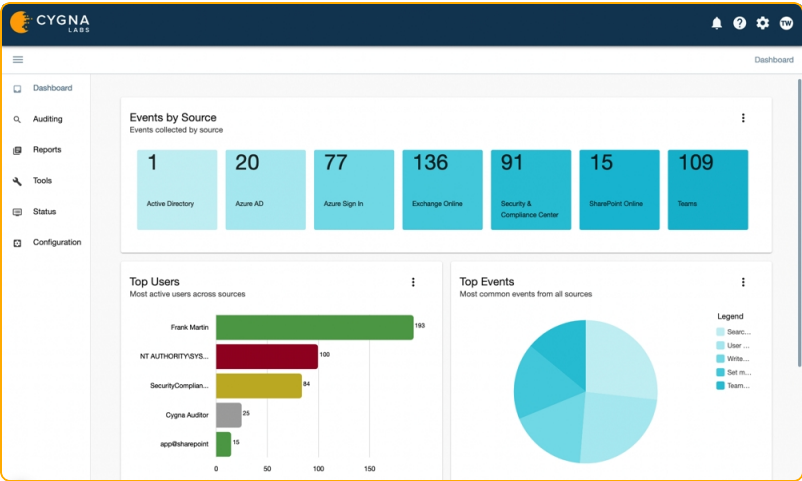 CYGNA
LABS
TW
Dashboard
Dashboard
Auditing
Reports
Tools
Status
Configuration
Events by Source
Events collected by source
1
Active Directory
20
Azure AD
77
Azure Sign In
136
Exchange Online
91
Security &
Compliance Center
15
SharePoint Online
109
Teams
Top Users
Most active users across sources
Frank Martin
193
NT AUTHORITY\SYS...
100
SecurityComplian...
84
Cygna Auditor
25
app@sharepoint
15
0 50 100 150
Top Events
Most common events from all sources
Legend
Searc...
User ...
Write...
Set m...
Team...